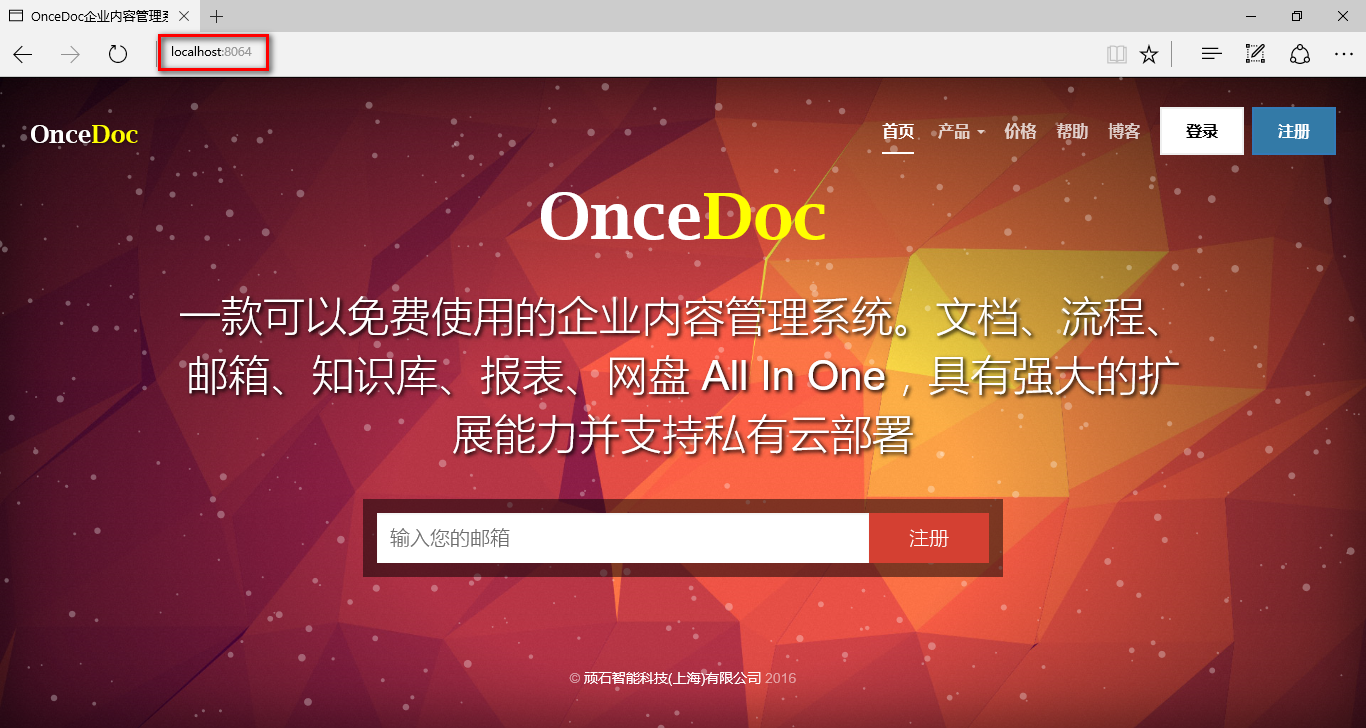 OnceDoc企业内容管理系
localhost:8064
OnceDoc
首页 产品 价格 帮助 博客 登录 注册
OnceDoc
一款可以免费使用的企业内容管理系统。文档、流程、
邮箱、知识库、报表、网盘 All In One，具有强大的扩
展能力并支持私有云部署
输入您的邮箱 注册
© 顽石智能科技(上海)有限公司 2016